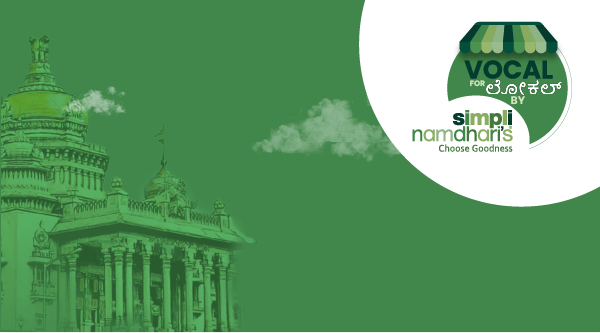 VOCAL
FOR ಲೋಕಲ್
BY
simpli
namdhari's
Choose Goodness